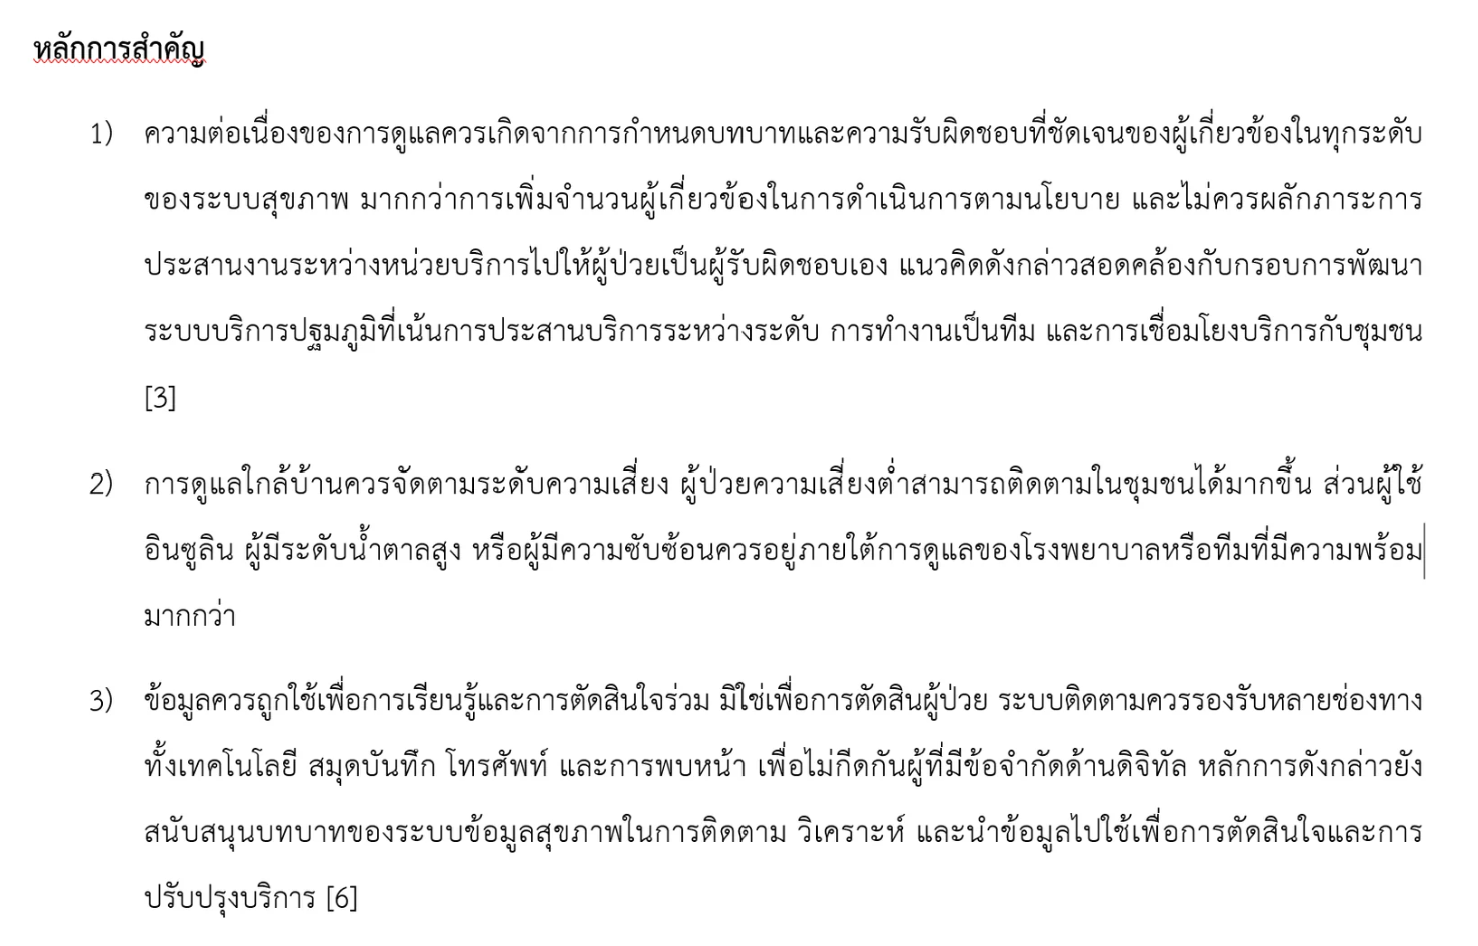 หลักการสำคัญ
1) ความต่อเนื่องของการดูแลควรเกิดจากการกำหนดบทบาทและความรับผิดชอบที่ชัดเจนของผู้เกี่ยวข้องในทุกระดับ
ของระบบสุขภาพ มากกว่าการเพิ่มจำนวนผู้เกี่ยวข้องในการดำเนินการตามนโยบาย และไม่ควรผลักภาระการ
ประสานงานระหว่างหน่วยบริการไปให้ผู้ป่วยเป็นผู้รับผิดชอบเอง แนวคิดดังกล่าวสอดคล้องกับกรอบการพัฒนา
ระบบบริการปฐมภูมิที่เน้นการประสานบริการระหว่างระดับ การทำงานเป็นทีม และการเชื่อมโยงบริการกับชุมชน
[3]
2) การดูแลใกล้บ้านควรจัดตามระดับความเสี่ยง ผู้ป่วยความเสี่ยงต่ำสามารถติดตามในชุมชนได้มากขึ้น ส่วนผู้ใช้
อินซูลิน ผู้มีระดับน้ำตาลสูง หรือผู้มีความซับซ้อนควรอยู่ภายใต้การดูแลของโรงพยาบาลหรือทีมที่มีความพร้อม
มากกว่า
3) ข้อมูลควรถูกใช้เพื่อการเรียนรู้และการตัดสินใจร่วม มิใช่เพื่อการตัดสินผู้ป่วย ระบบติดตามควรรองรับหลายช่องทาง
ทั้งเทคโนโลยี สมุดบันทึก โทรศัพท์ และการพบหน้า เพื่อไม่กีดกันผู้ที่มีข้อจำกัดด้านดิจิทัล หลักการดังกล่าวยัง
สนับสนุนบทบาทของระบบข้อมูลสุขภาพในการติดตาม วิเคราะห์ และนำข้อมูลไปใช้เพื่อการตัดสินใจและการ
ปรับปรุงบริการ [6]